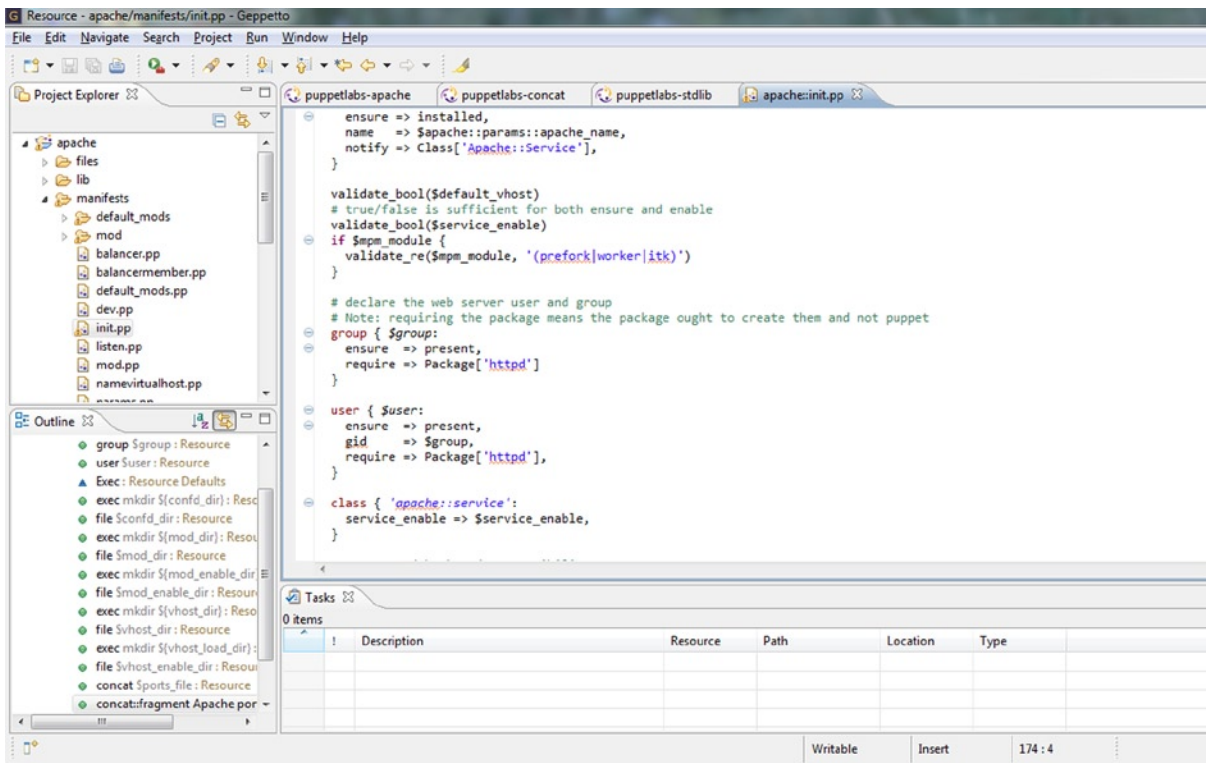 Resource - apache/manifests/init.pp - Geppetto
File Edit Navigate Search Project Run Window Help
Project Explorer
apache
files
lib
manifests
default_mods
mod
balancer.pp
balancermember.pp
default_mods.pp
dev.pp
init.pp
listen.pp
mod.pp
namevirtualhost.pp
params.pp
Outline
group $group : Resource
user $user : Resource
Exec : Resource Defaults
exec mkdir ${confd_dir} : Resc
file $confd_dir : Resource
exec mkdir ${mod_dir}: Resou
file $mod_dir : Resource
exec mkdir ${mod_enable_dir}
file $mod_enable_dir : Resour
exec mkdir ${vhost_dir} : Reso
file $vhost_dir : Resource
exec mkdir ${vhost_load_dir} :
file $vhost_enable_dir : Resour
concat $ports_file : Resource
concat::fragment Apache por
puppetlabs-apache puppetlabs-concat puppetlabs-stdlib apache::init.pp
ensure => installed,
name => $apache::params::apache_name,
notify => Class['Apache::Service'],
}
validate_bool($default_vhost)
# true/false is sufficient for both ensure and enable
validate_bool($service_enable)
if $mpm_module {
validate_re($mpm_module, '(prefork|worker|itk)')
}
# declare the web server user and group
# Note: requiring the package means the package ought to create them and not puppet
group { $group:
ensure => present,
require => Package['httpd']
}
user { $user:
ensure => present,
gid => $group,
require => Package['httpd'],
}
class { 'apache::service':
service_enable => $service_enable,
}
Tasks
0 items
! Description Resource Path Location Type
Writable Insert 174 : 4